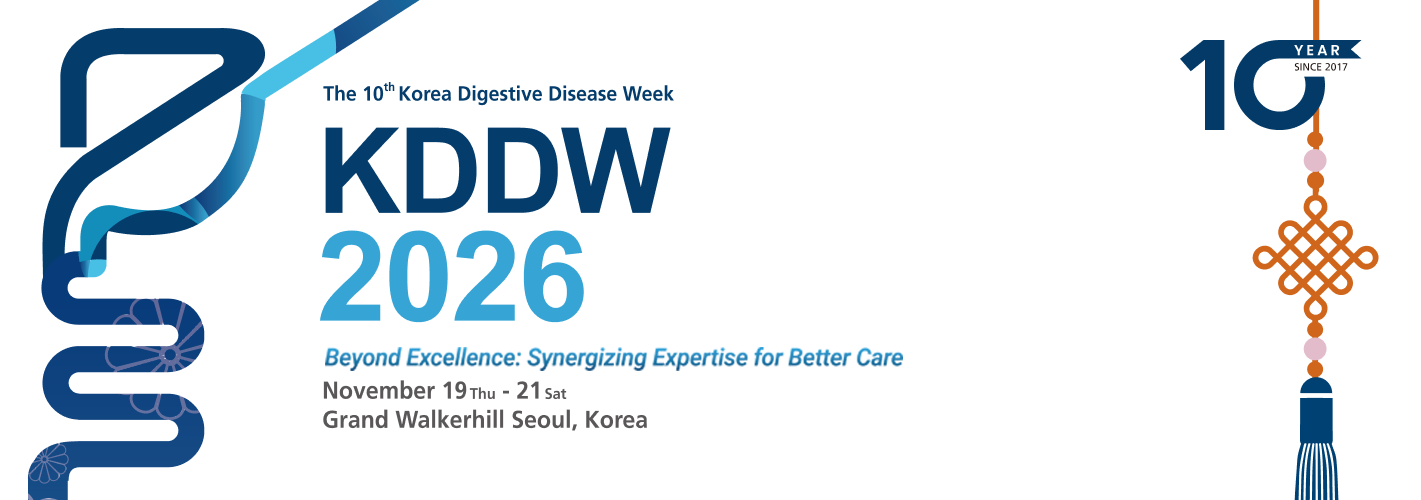 The 10th Korea Digestive Disease Week
KDDW
2026
Beyond Excellence: Synergizing Expertise for Better Care
November 19 Thu - 21 Sat
Grand Walkerhill Seoul, Korea
10
YEAR
SINCE 2017